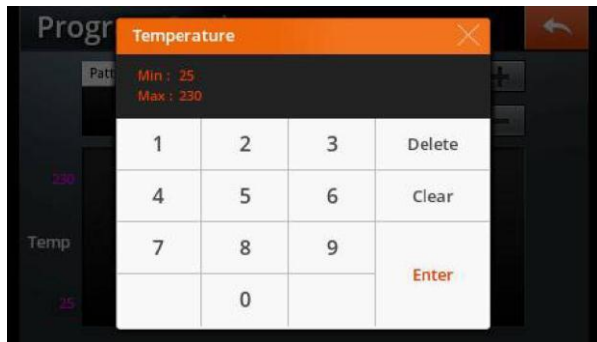 Progr
Temperature
Patt
Min : 25
Max : 230
1 2 3 Delete
230
4 5 6 Clear
Temp
7 8 9
Enter
25
0